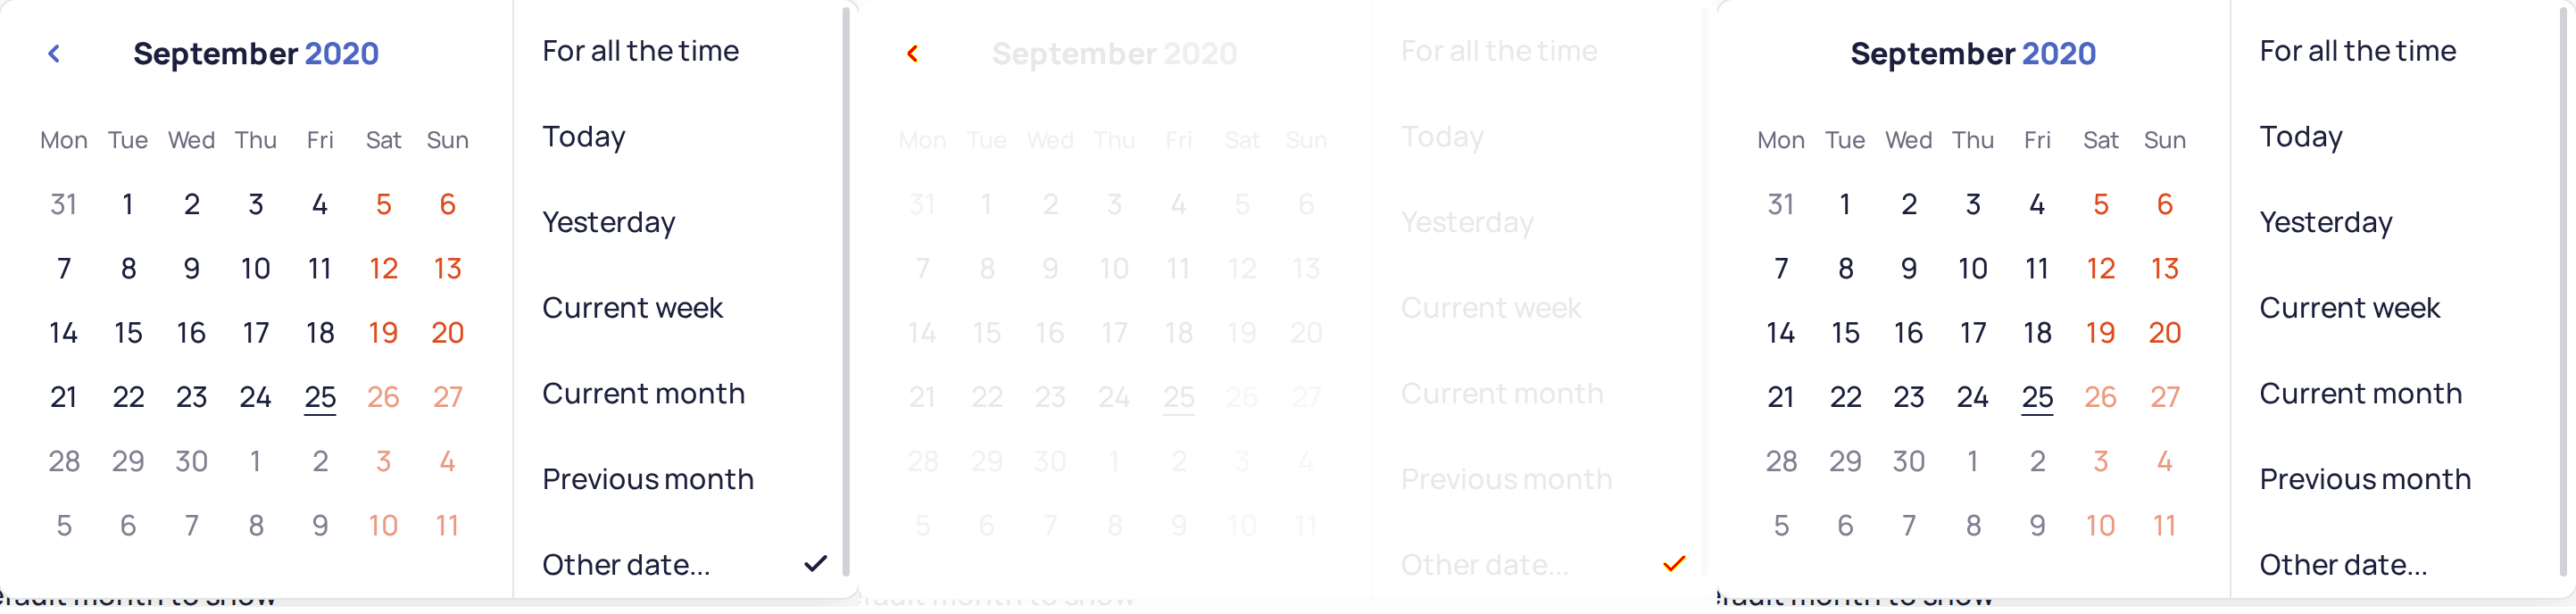 September 2020
Mon Tue Wed Thu Fri Sat Sun
31 1 2 3 4 5 6
7 8 9 10 11 12 13
14 15 16 17 18 19 20
21 22 23 24 25 26 27
28 29 30 1 2 3 4
5 6 7 8 9 10 11
For all the time
Today
Yesterday
Current week
Current month
Previous month
Other date...
month to show
September 2020
Mon Tue Wed Thu Fri Sat Sun
31 1 2 3 4 5 6
7 8 9 10 11 12 13
14 15 16 17 18 19 20
21 22 23 24 25 26 27
28 29 30 1 2 3 4
5 6 7 8 9 10 11
For all the time
Today
Yesterday
Current week
Current month
Previous month
Other date...
month to show
September 2020
Mon Tue Wed Thu Fri Sat Sun
31 1 2 3 4 5 6
7 8 9 10 11 12 13
14 15 16 17 18 19 20
21 22 23 24 25 26 27
28 29 30 1 2 3 4
5 6 7 8 9 10 11
For all the time
Today
Yesterday
Current week
Current month
Previous month
Other date...
month to show